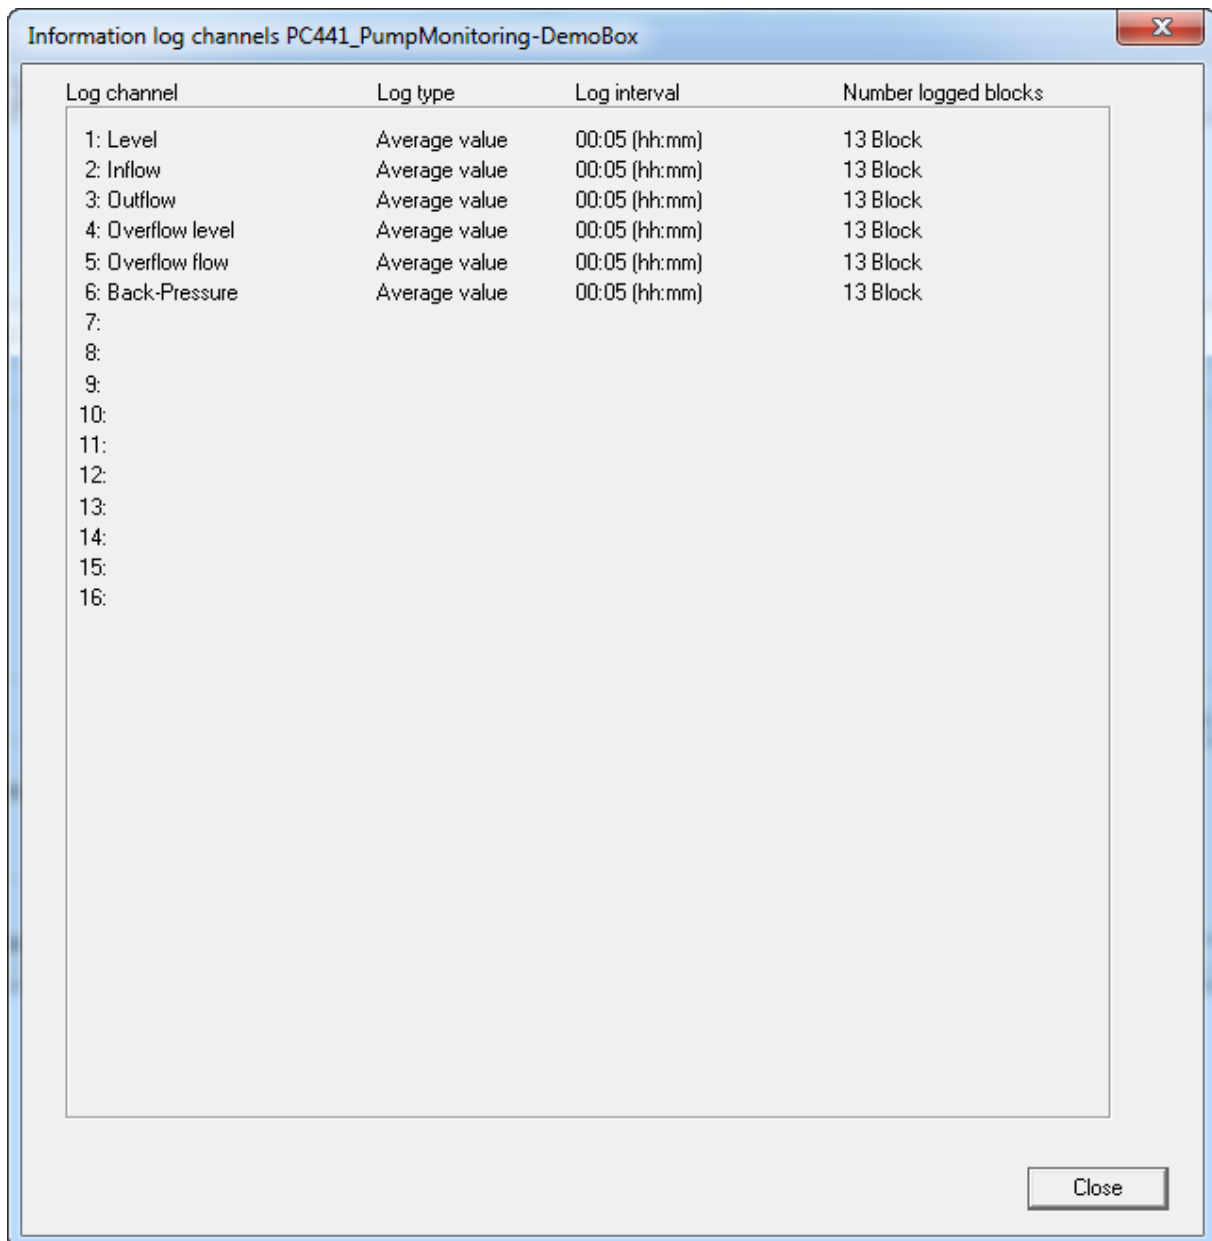 Information log channels PC441_PumpMonitoring-DemoBox
Log channel Log type Log interval Number logged blocks
1: Level Average value 00:05 (hh:mm) 13 Block
2: Inflow Average value 00:05 (hh:mm) 13 Block
3: Outflow Average value 00:05 (hh:mm) 13 Block
4: Overflow level Average value 00:05 (hh:mm) 13 Block
5: Overflow flow Average value 00:05 (hh:mm) 13 Block
6: Back-Pressure Average value 00:05 (hh:mm) 13 Block
7:
8:
9:
10:
11:
12:
13:
14:
15:
16:
Close